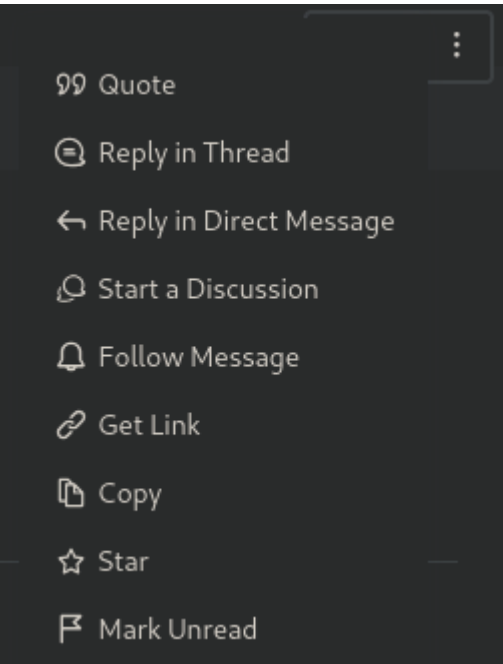 Quote
Reply in Thread
Reply in Direct Message
Start a Discussion
Follow Message
Get Link
Copy
Star
Mark Unread